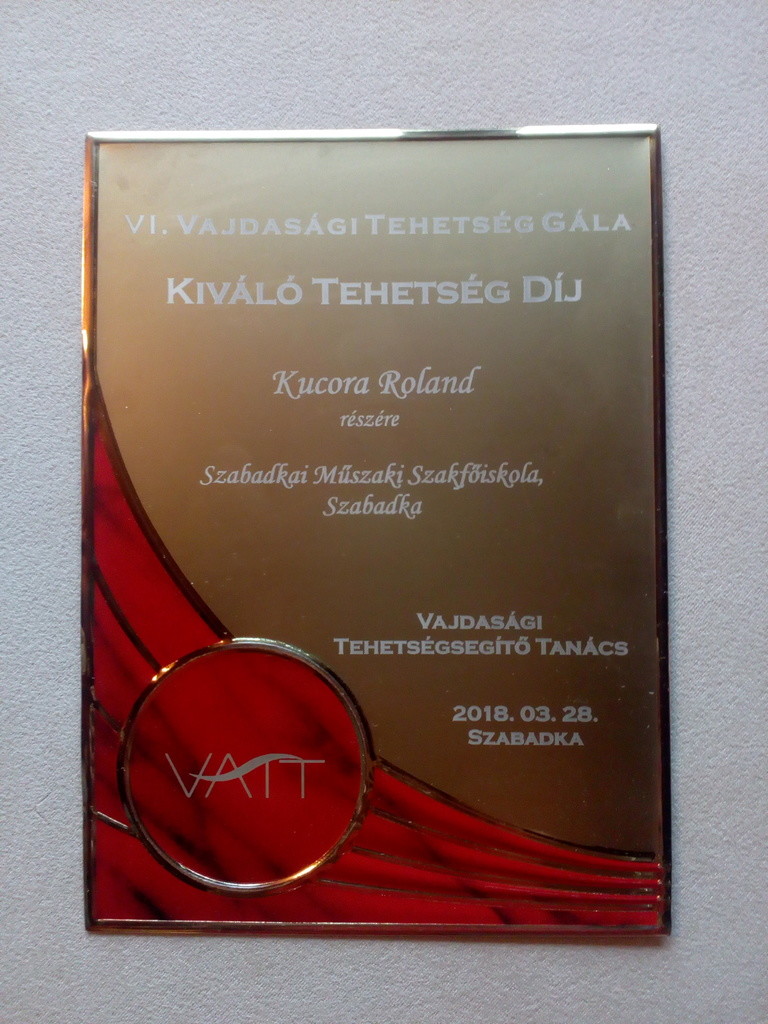 VI. VAJDASÁGI TEHETSÉG GÁLA
KIVÁLÓ TEHETSÉG DÍJ
Kucora Roland
részére
Szabadkai Műszaki Szakfőiskola,
Szabadka
VAJDASÁGI
TEHETSÉGSEGÍTŐ TANÁCS
2018. 03. 28.
SZABADKA
VATT